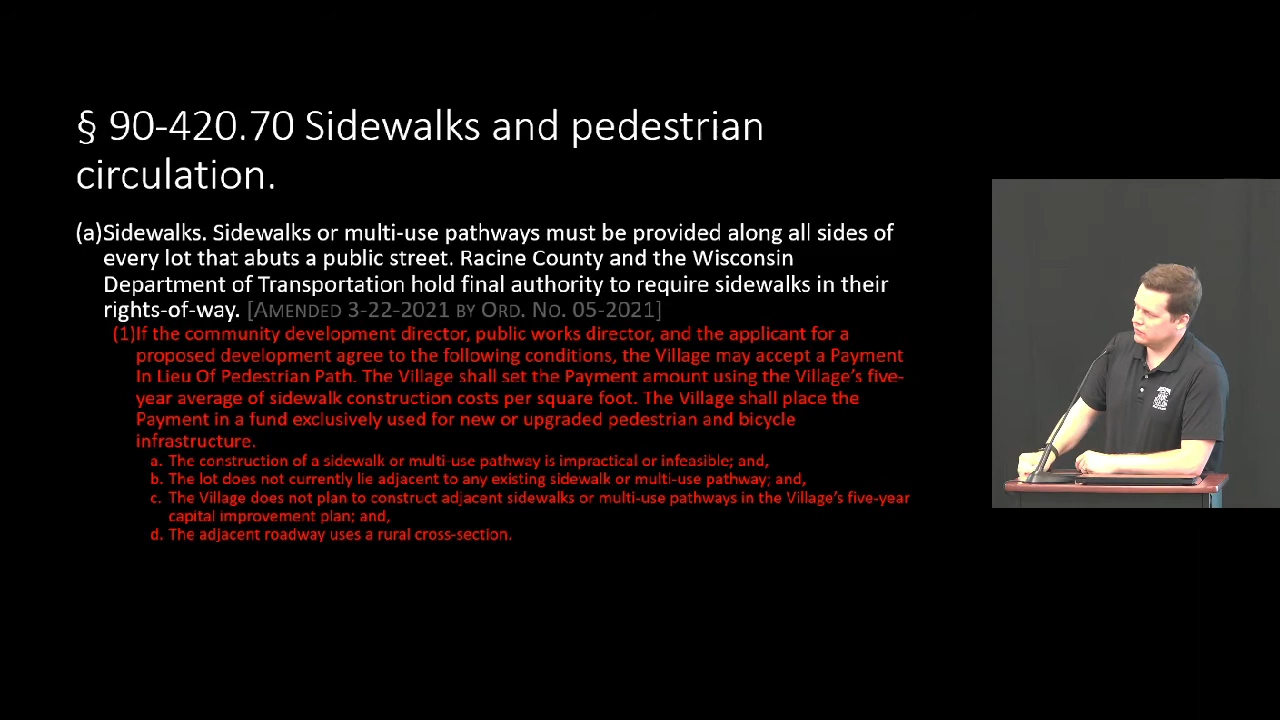 § 90-420.70 Sidewalks and pedestrian
circulation.
(a)Sidewalks. Sidewalks or multi-use pathways must be provided along all sides of
every lot that abuts a public street. Racine County and the Wisconsin
Department of Transportation hold final authority to require sidewalks in their
rights-of-way. [AMENDED 3-22-2021 BY ORD. NO. 05-2021]
(1)If the community development director, public works director, and the applicant for a
proposed development agree to the following conditions, the Village may accept a Payment
In Lieu Of Pedestrian Path. The Village shall set the Payment amount using the Village's five-
year average of sidewalk construction costs per square foot. The Village shall place the
Payment in a fund exclusively used for new or upgraded pedestrian and bicycle
infrastructure.
a. The construction of a sidewalk or multi-use pathway is impractical or infeasible; and,
b. The lot does not currently lie adjacent to any existing sidewalk or multi-use pathway; and,
c. The Village does not plan to construct adjacent sidewalks or multi-use pathways in the Village's five-year
capital improvement plan; and,
d. The adjacent roadway uses a rural cross-section.